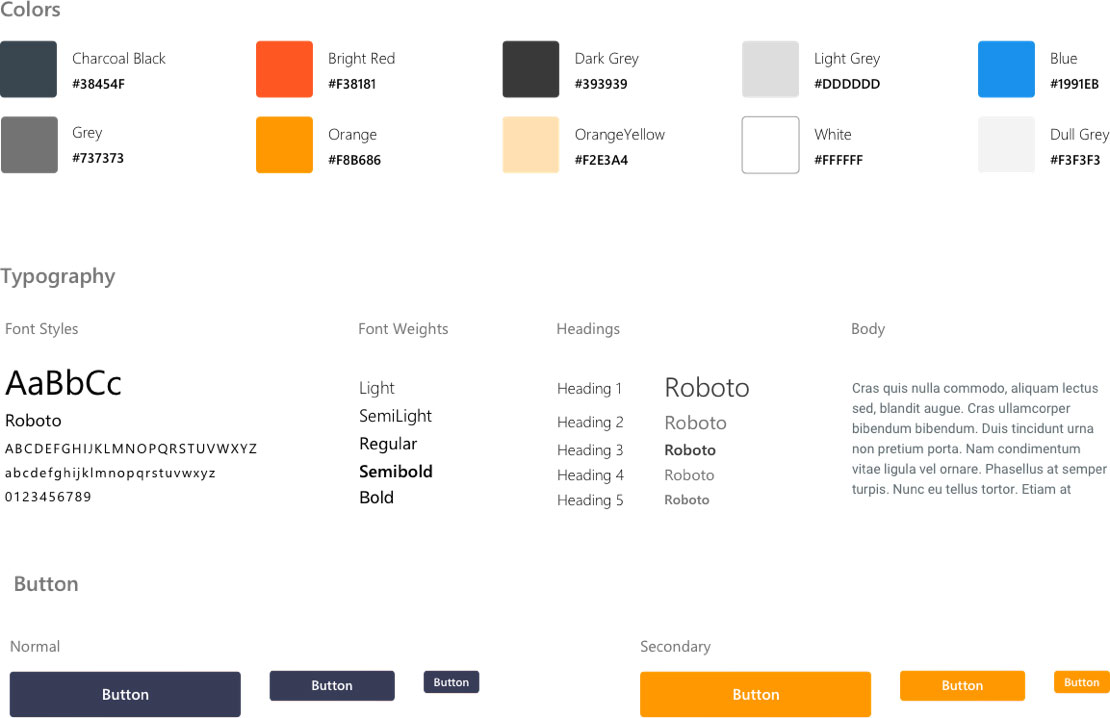 Colors
Charcoal Black
#38454F
Bright Red
#F38181
Dark Grey
#393939
Light Grey
#DDDDDD
Blue
#1991EB
Grey
#737373
Orange
#F8B686
OrangeYellow
#F2E3A4
White
#FFFFFF
Dull Grey
#F3F3F3
Typography
Font Styles
AaBbCc
Roboto
ABCDEFGHIJKLMNOPQRSTUVWXYZ
abcdefghijklmnopqrstuvwxyz
0123456789
Font Weights
Light
SemiLight
Regular
Semibold
Bold
Headings
Heading 1 Roboto
Heading 2 Roboto
Heading 3 Roboto
Heading 4 Roboto
Heading 5 Roboto
Body
Cras quis nulla commodo, aliquam lectus
sed, blandit augue. Cras ullamcorper
bibendum bibendum. Duis tincidunt urna
non pretium porta. Nam condimentum
vitae ligula vel ornare. Phasellus at semper
turpis. Nunc eu tellus tortor. Etiam at
Button
Normal
Button
Button
Button
Secondary
Button
Button
Button